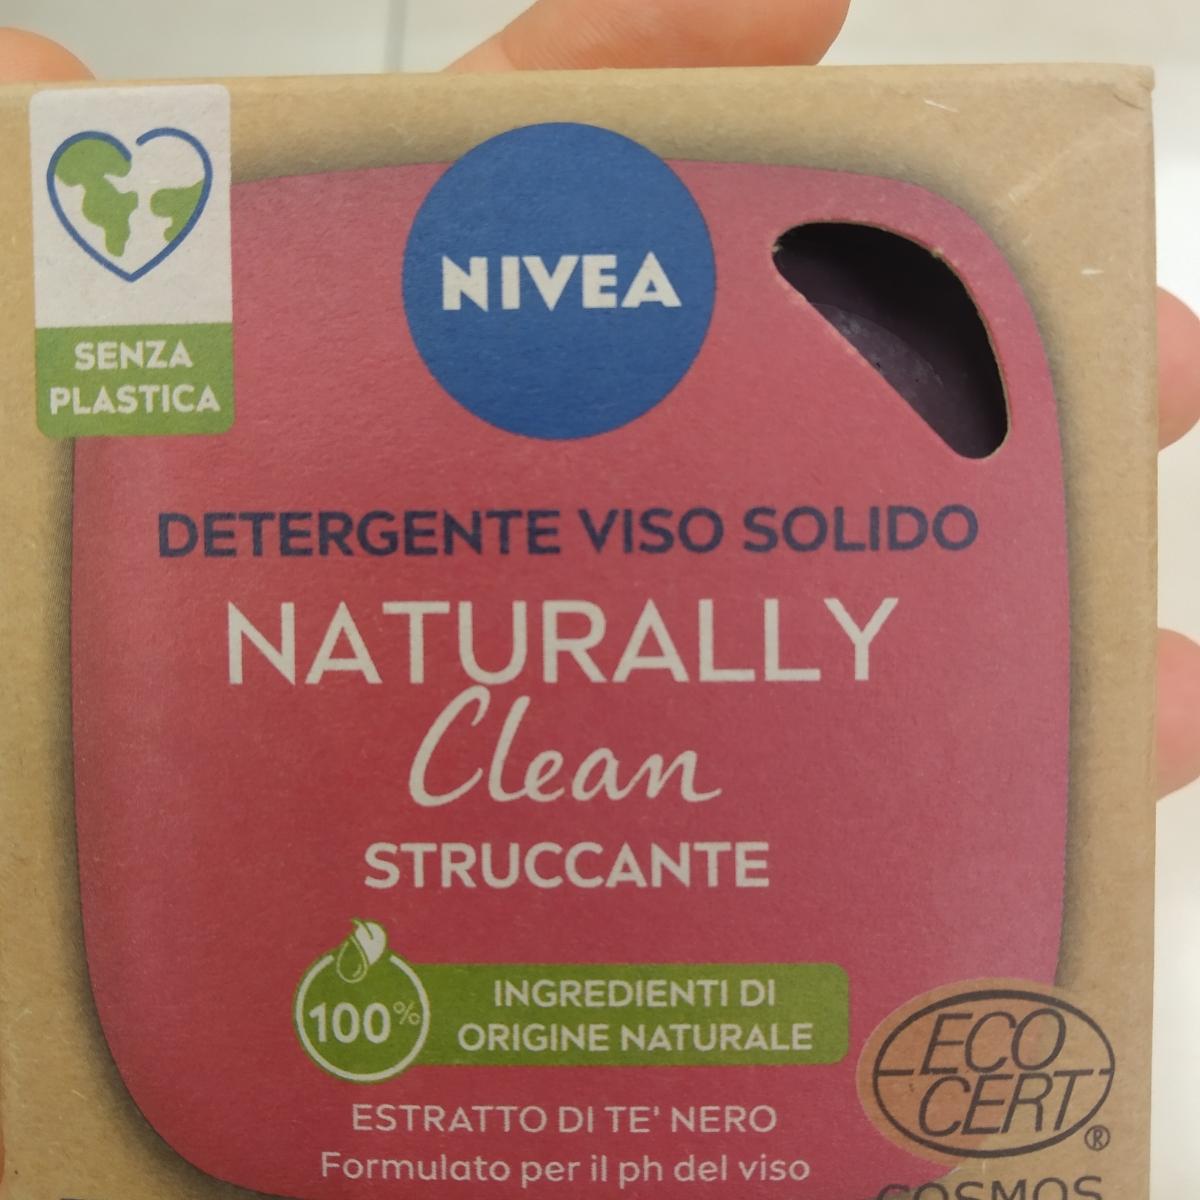 SENZA
PLASTICA
NIVEA
DETERGENTE VISO SOLIDO
NATURALLY
Clean
STRUCCANTE
100%
INGREDIENTI DI
ORIGINE NATURALE
ECO
CERT
®
ESTRATTO DI TE' NERO
Formulato per il ph del viso
COSMOS